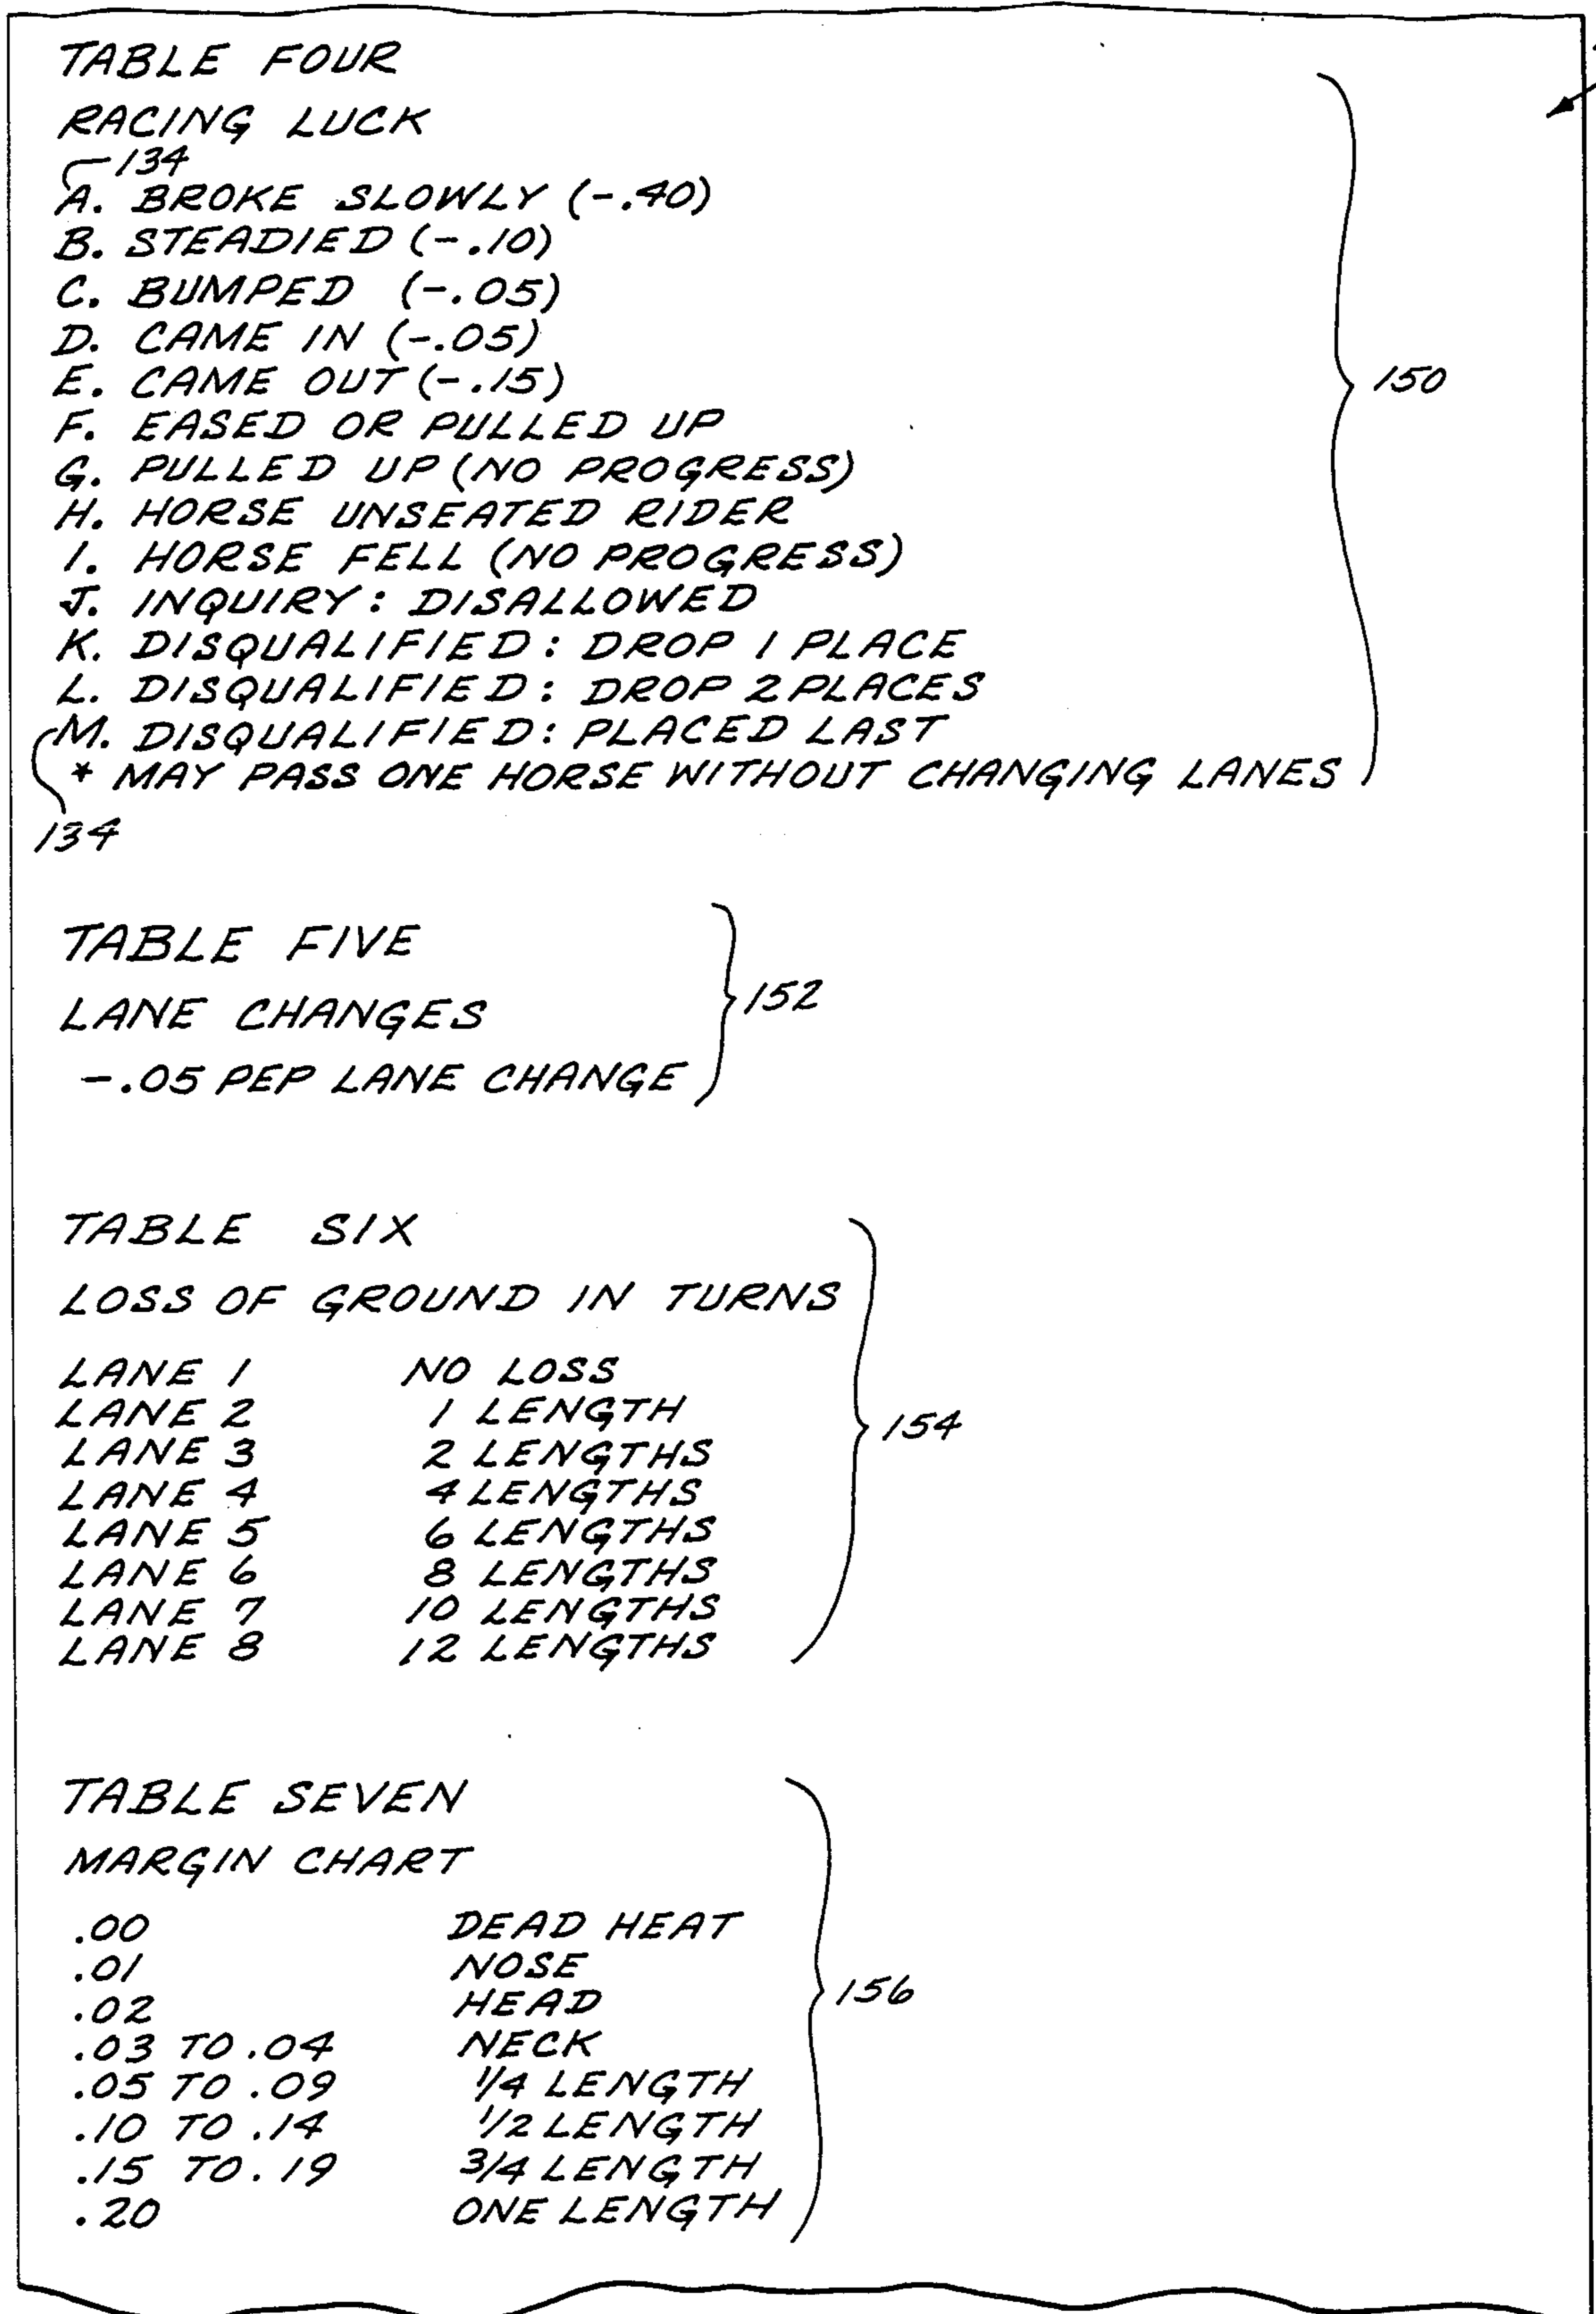 TABLE FOUR
RACING LUCK
134
A. BROKE SLOWLY (-.40)
B. STEADIED (-.10)
C. BUMPED (-.05)
D. CAME IN (-.05)
E. CAME OUT (-.15)
150
F. EASED OR PULLED UP
G. PULLED UP (NO PROGRESS)
H. HORSE UNSEATED RIDER
I. HORSE FELL (NO PROGRESS)
J. INQUIRY: DISALLOWED
K. DISQUALIFIED: DROP 1 PLACE
L. DISQUALIFIED: DROP 2 PLACES
M. DISQUALIFIED: PLACED LAST
* MAY PASS ONE HORSE WITHOUT CHANGING LANES
134
TABLE FIVE
LANE CHANGES
152
-.05 PEP LANE CHANGE
TABLE SIX
LOSS OF GROUND IN TURNS
LANE 1 NO LOSS
LANE 2 1 LENGTH
154
LANE 3 2 LENGTHS
LANE 4 4 LENGTHS
LANE 5 6 LENGTHS
LANE 6 8 LENGTHS
LANE 7 10 LENGTHS
LANE 8 12 LENGTHS
TABLE SEVEN
MARGIN CHART
.00 DEAD HEAT
.01 NOSE
156
.02 HEAD
.03 TO .04 NECK
.05 TO .09 1/4 LENGTH
.10 TO .14 1/2 LENGTH
.15 TO .19 3/4 LENGTH
.20 ONE LENGTH